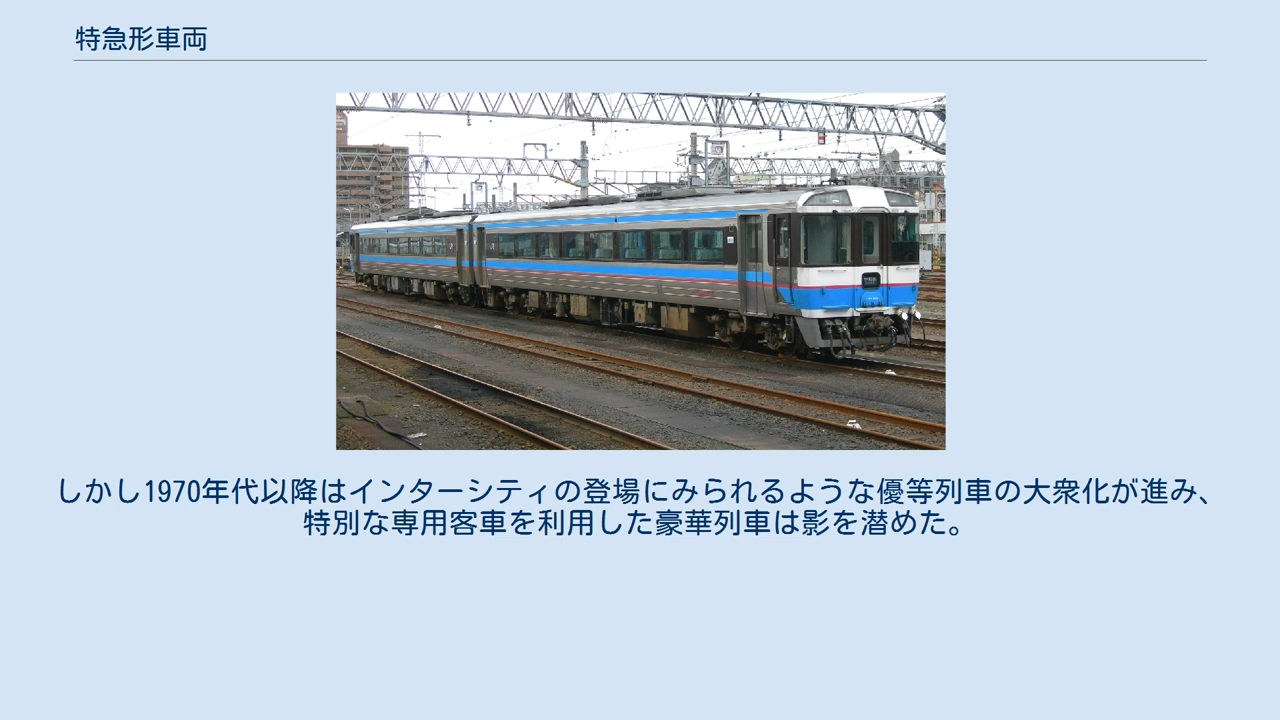 特急形車両
しかし1970年代以降はインターシティの登場にみられるような優等列車の大衆化が進み、
特別な専用客車を利用した豪華列車は影を潜めた。